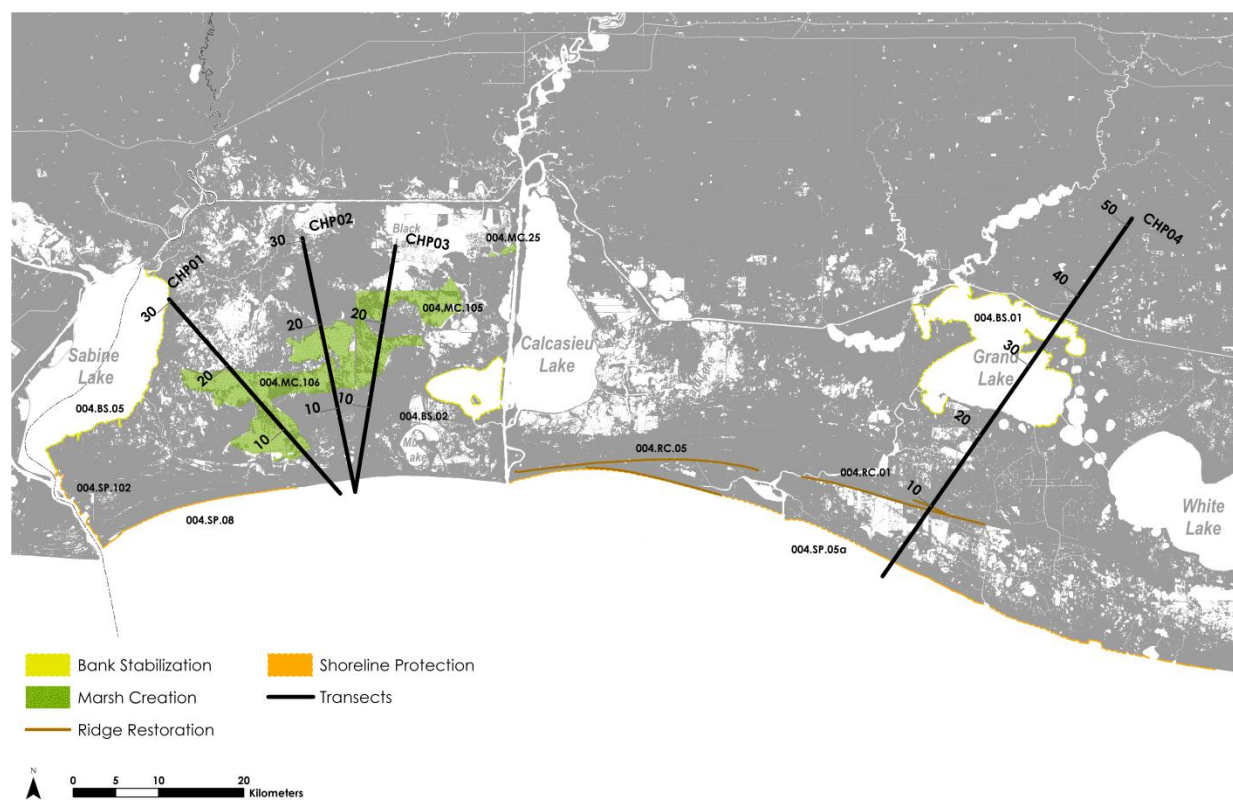 CHP01
30
20
10
CHP02
30
20
10
CHP03
20
10
CHP04
50
40
30
20
10
Black
004.MC.25
004.MC.105
004.MC.106
Sabine
Lake
004.BS.05
Calcasieu
Lake
004.BS.02
Lake
004.BS.01
Grand
Lake
004.RC.05
004.RC.01
004.SP.102
004.SP.08
004.SP.05a
White
Lake
Bank Stabilization
Marsh Creation
Ridge Restoration
Shoreline Protection
Transects
N
0 5 10 20
Kilometers